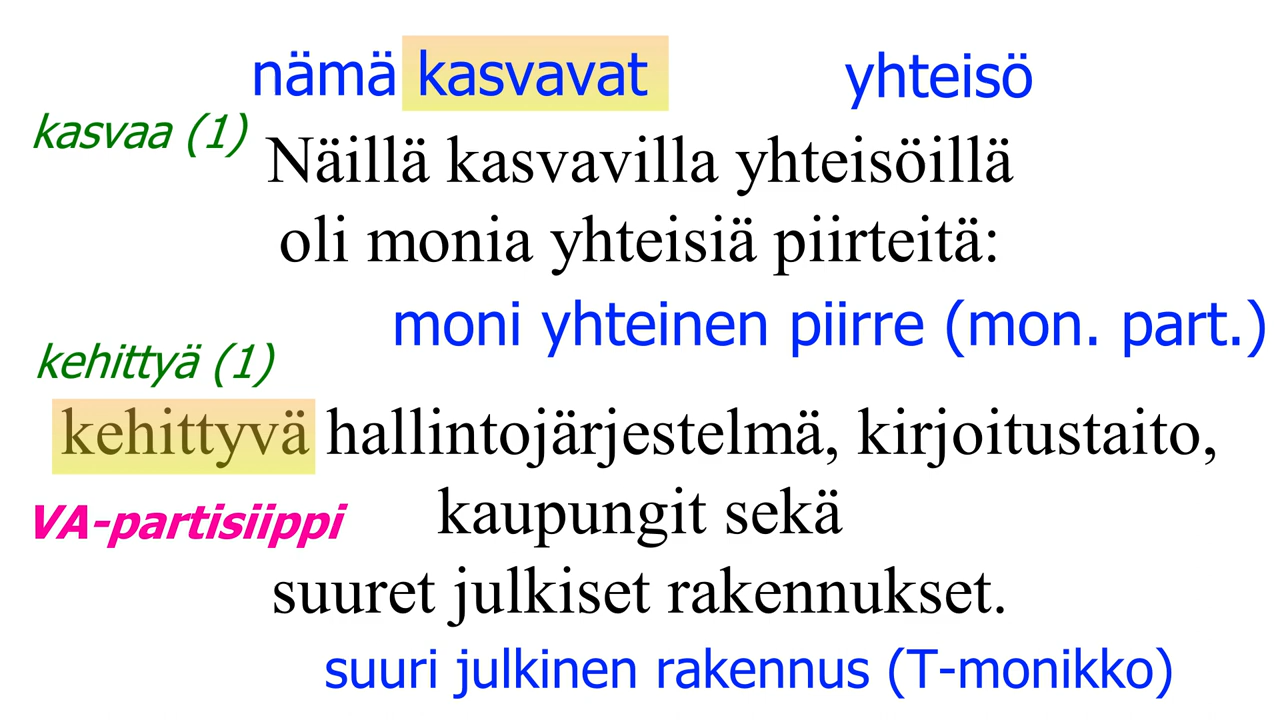 nämä kasvavat yhteisö
kasvaa (1)
Näillä kasvavilla yhteisöillä
oli monia yhteisiä piirteitä:
moni yhteinen piirre (mon. part.)
kehittyä (1)
kehittyvä hallintojärjestelmä, kirjoitustaito,
VA-partisiippi
kaupungit sekä
suuret julkiset rakennukset.
suuri julkinen rakennus (T-monikko)